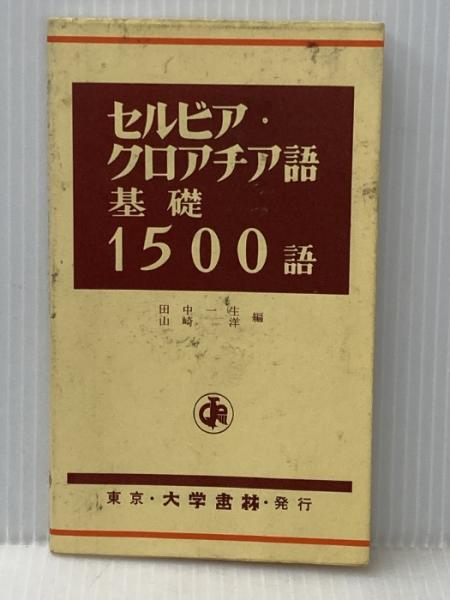 セルビア・
クロアチア語
基礎
1500語
田中一生
山崎洋 編
東京・大学書林・発行